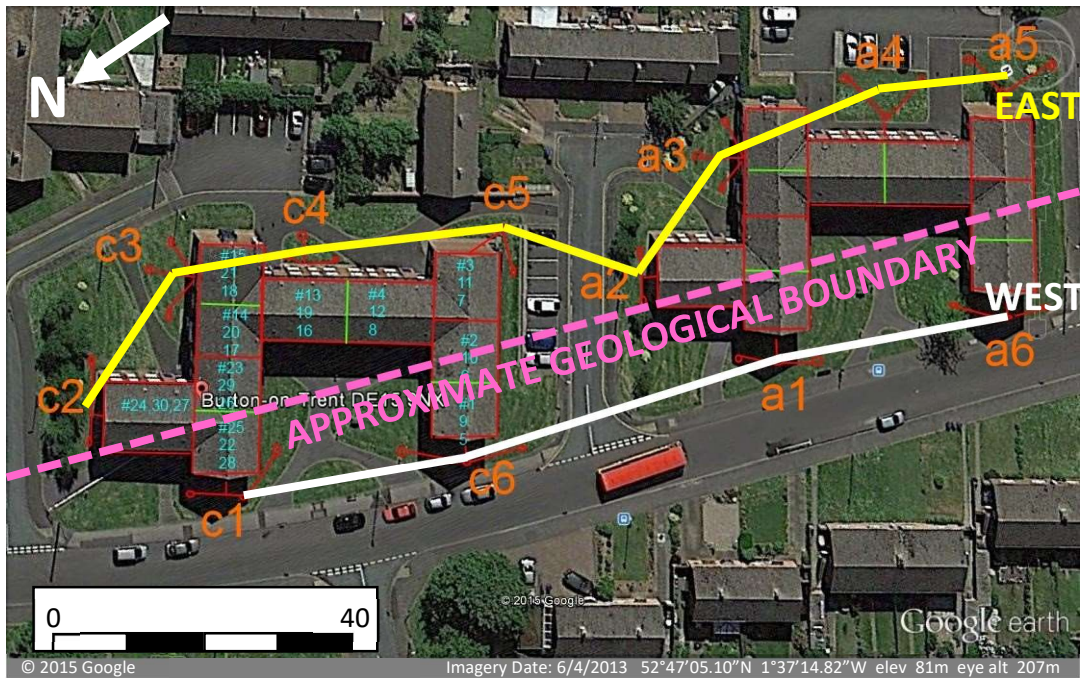 N
a5
a4
EAST
a3
c5
c4
c3
#15
21
18
#3
11
7
a2
#13
19
16
#4
12
8
APPROXIMATE GEOLOGICAL BOUNDARY
WEST
#14
20
17
#2
a6
#23
29
c2
#24,30,27
Burton-on-Trent DE15 9NX
a1
#1
9
5
#25
22
28
c6
c1
0 40
© 2015 Google
Google earth
© 2015 Google
Imagery Date: 6/4/2013 52°47'05.10"N 1°37'14.82"W elev 81m eye alt 207m